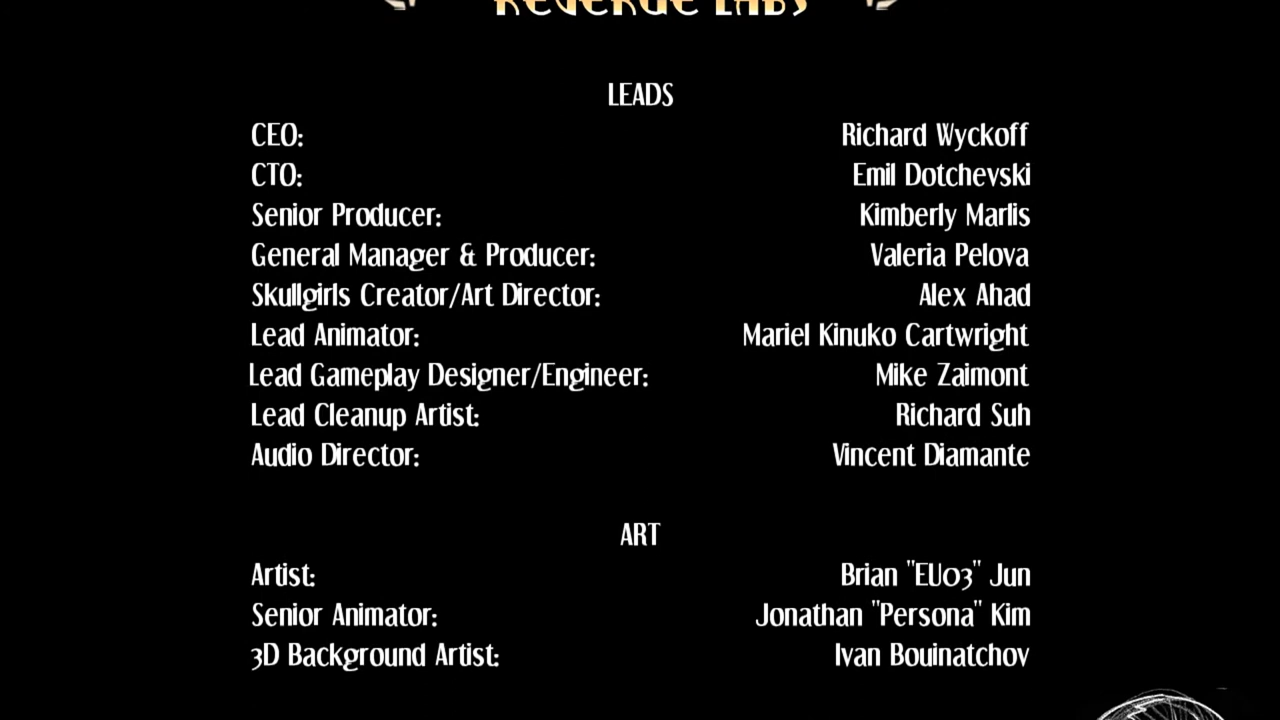 REVERGE LABS
LEADS
CEO: Richard Wyckoff
CTO: Emil Dotchevski
Senior Producer: Kimberly Marlis
General Manager & Producer: Valeria Pelova
Skullgirls Creator/Art Director: Alex Ahad
Lead Animator: Mariel Kinuko Cartwright
Lead Gameplay Designer/Engineer: Mike Zaimont
Lead Cleanup Artist: Richard Suh
Audio Director: Vincent Diamante
ART
Artist: Brian "EU03" Jun
Senior Animator: Jonathan "Persona" Kim
3D Background Artist: Ivan Bouinatchov